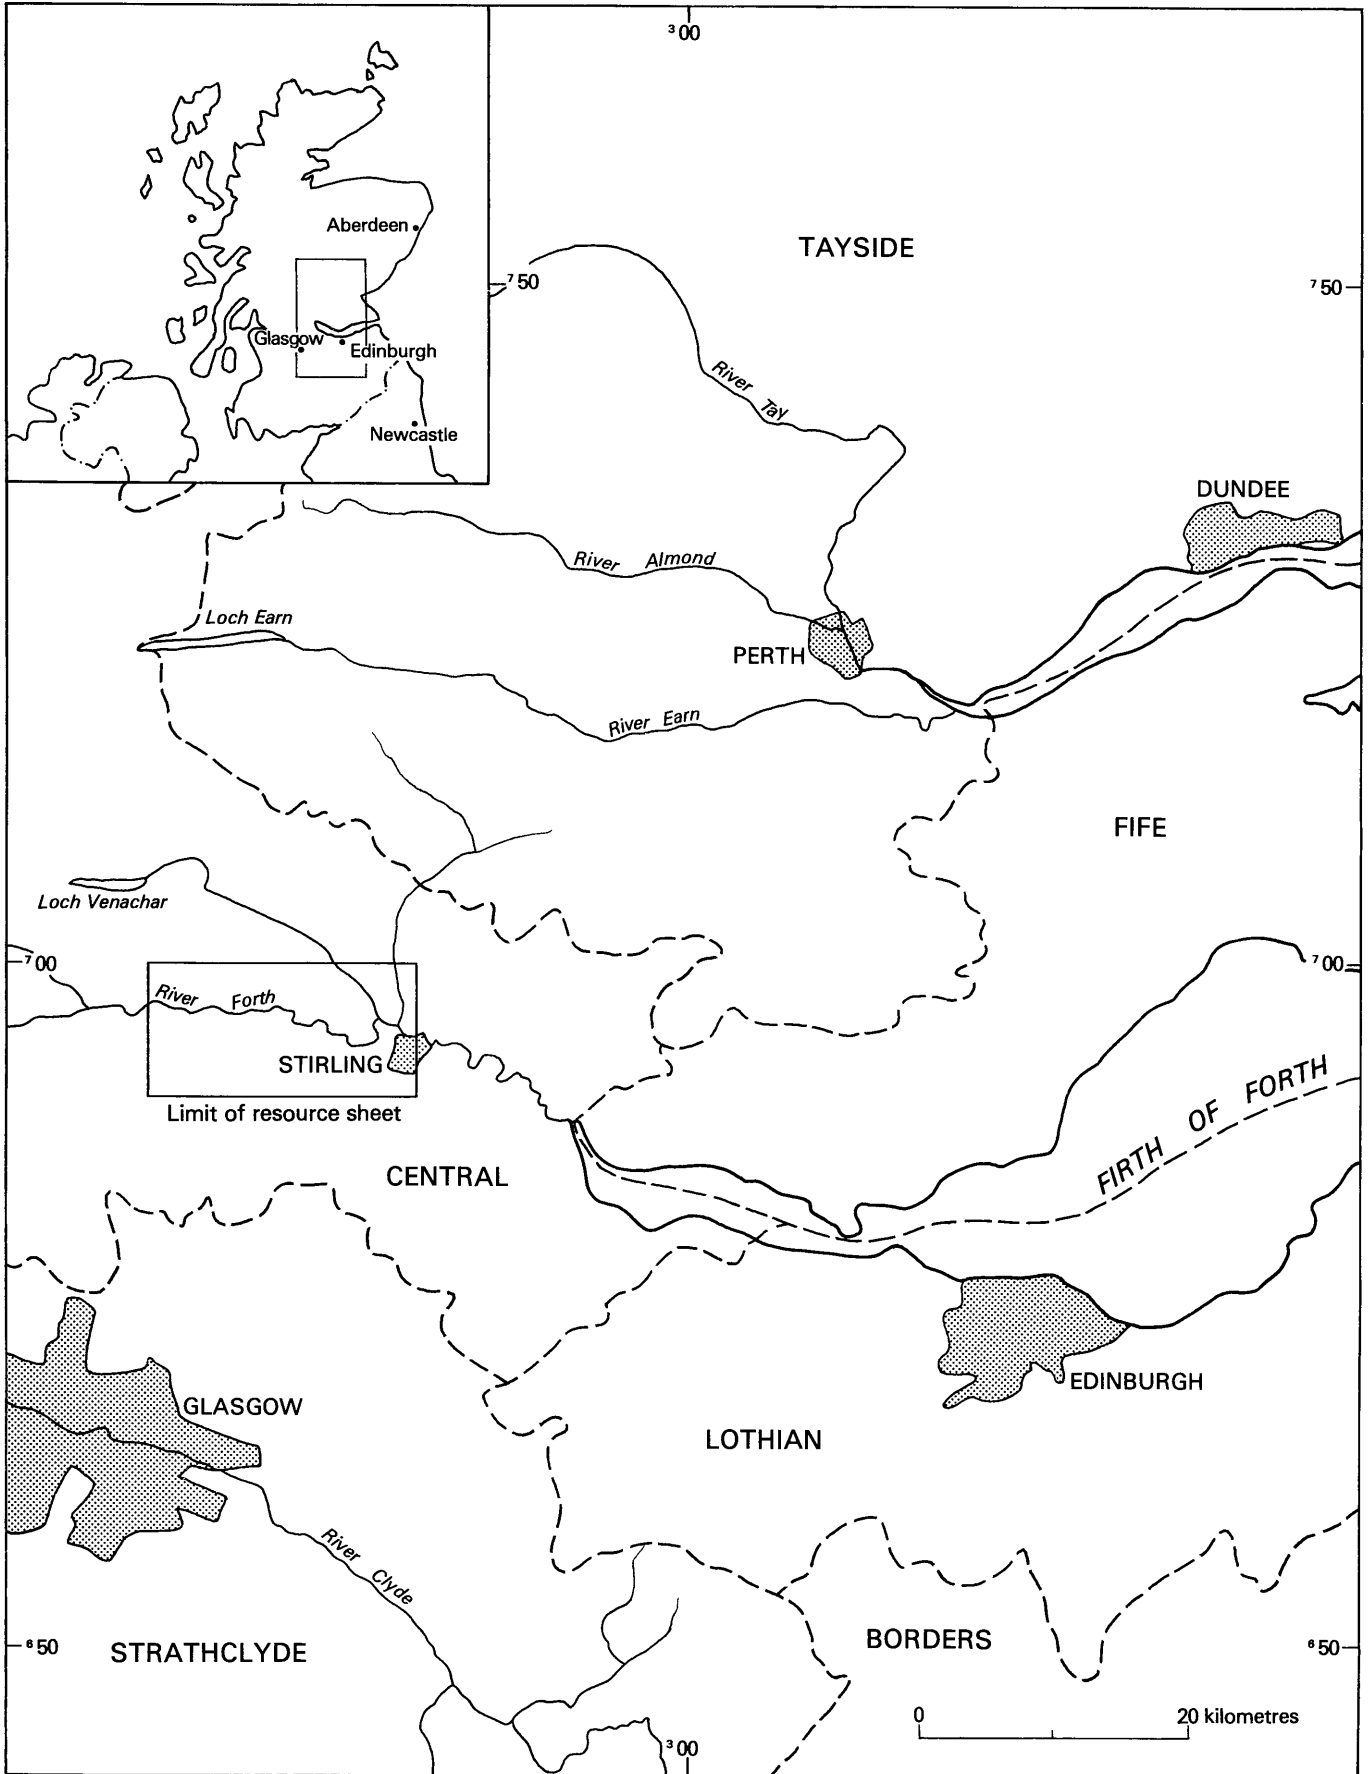 ³00
Aberdeen
TAYSIDE
⁷50
⁷50
Glasgow
Edinburgh
River Tay
Newcastle
DUNDEE
River Almond
Loch Earn
PERTH
River Earn
FIFE
Loch Venachar
⁷00
⁷00
River Forth
STIRLING
Limit of resource sheet
FIRTH OF FORTH
CENTRAL
EDINBURGH
GLASGOW
LOTHIAN
River Clyde
BORDERS
⁶50
⁶50
STRATHCLYDE
0
20 kilometres
³00